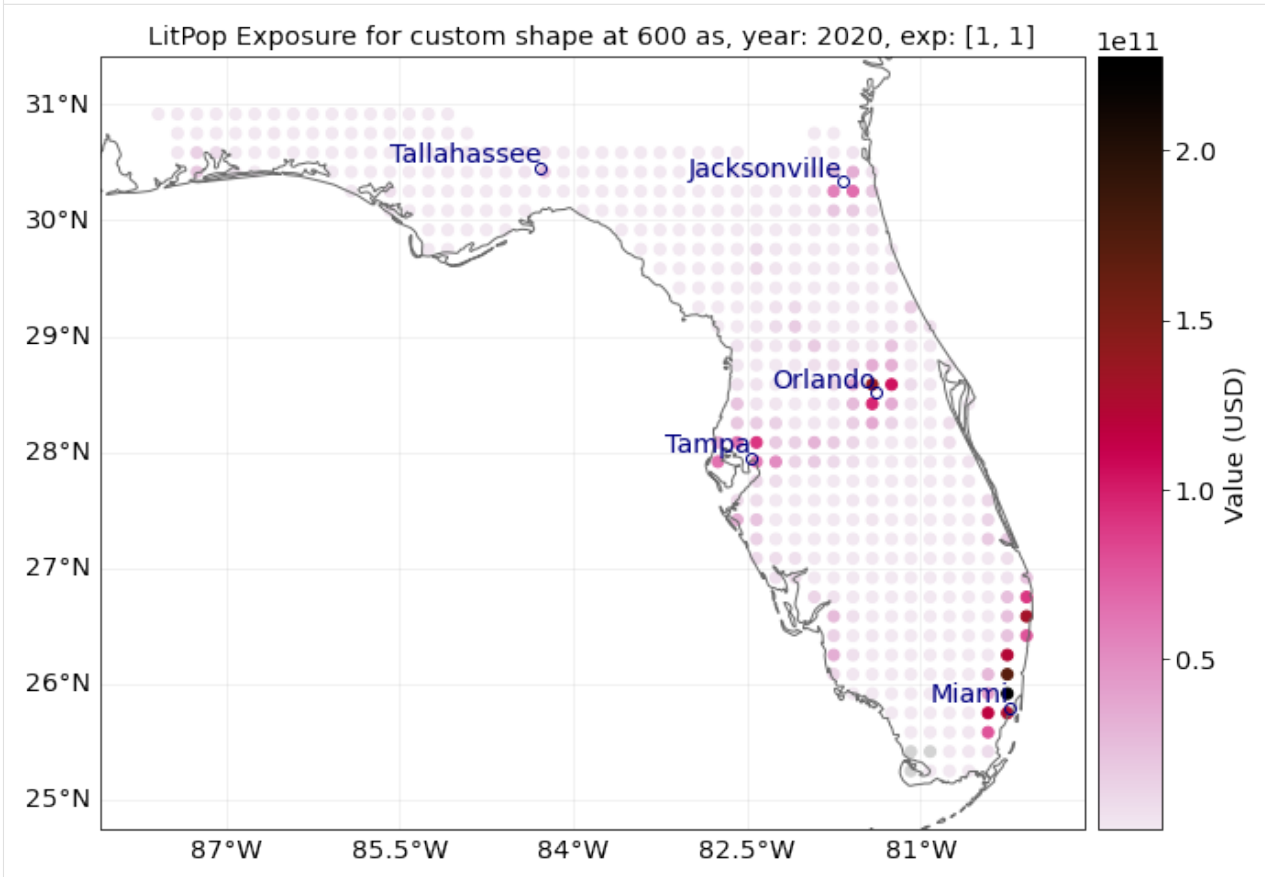 LitPop Exposure for custom shape at 600 as, year: 2020, exp: [1, 1]
1e11
31°N
30°N
29°N
28°N
27°N
26°N
25°N
87°W
85.5°W
84°W
82.5°W
81°W
Tallahassee
Jacksonville
Orlando
Tampa
Miami
2.0
1.5
1.0
0.5
Value (USD)